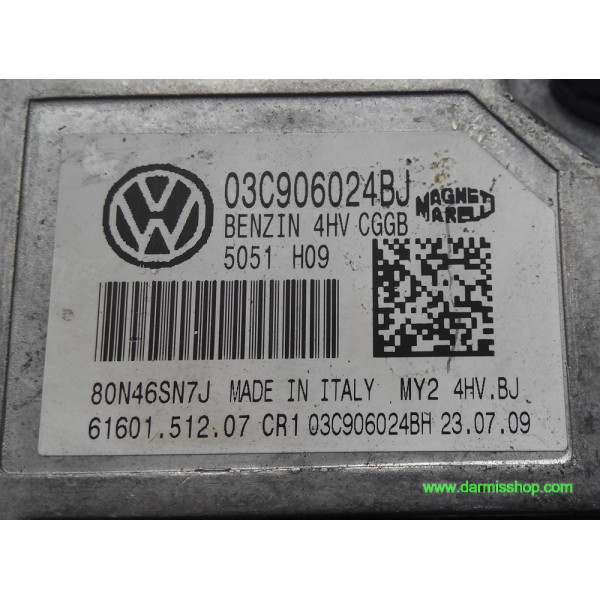 03C906024BJ
MAGNETI MARELLI
BENZIN 4HV CGGB
5051 H09
80N46SN7J MADE IN ITALY MY2 4HV.BJ
61601.512.07 CR1 03C906024BH 23.07.09
www.darmisshop.com